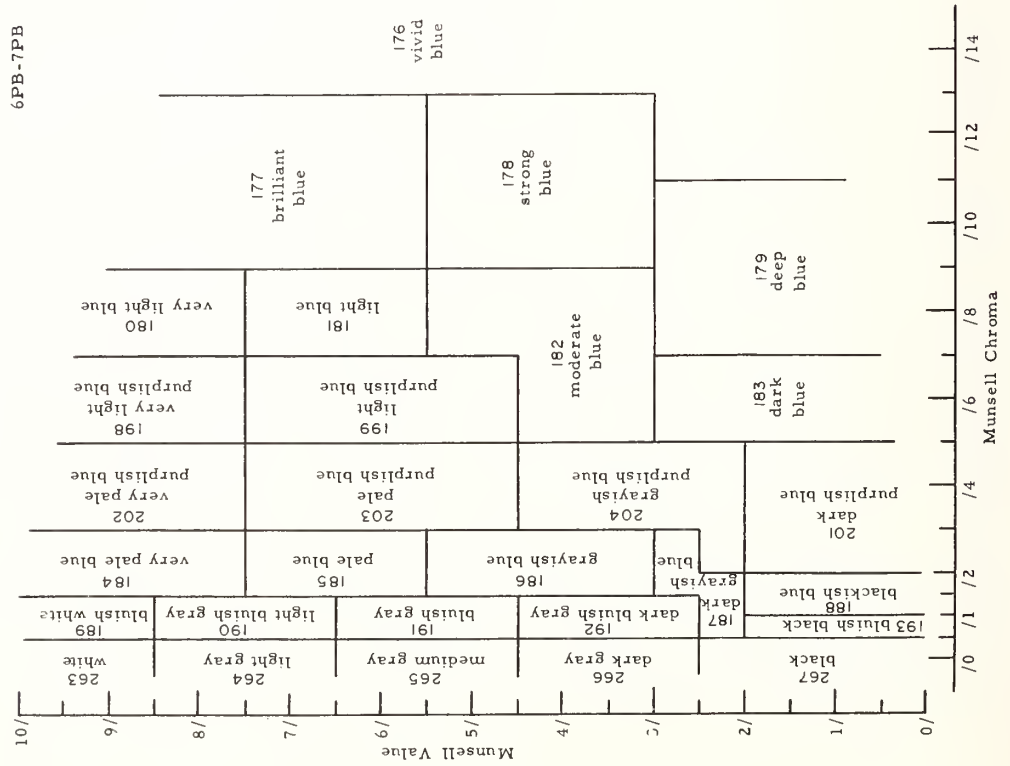 6PB-7PB
176
vivid
blue
177
brilliant
blue
178
strong
blue
179
deep
blue
180
very light blue
181
light blue
182
moderate
blue
183
dark
blue
198
very light
purplish blue
199
light
purplish blue
202
very pale
purplish blue
203
pale
purplish blue
204
grayish
purplish blue
201
dark
purplish blue
184
very pale blue
185
pale blue
186
grayish blue
187
dark
grayish
blue
188
blackish blue
189
bluish white
190
light bluish gray
191
bluish gray
192
dark bluish gray
193 bluish black
263
white
264
light gray
265
medium gray
266
dark gray
267
black
10/
9/
8/
7/
6/
5/
4/
3/
2/
1/
0/
Munsell Value
/0
/1
/2
/4
/6
/8
/10
/12
/14
Munsell Chroma